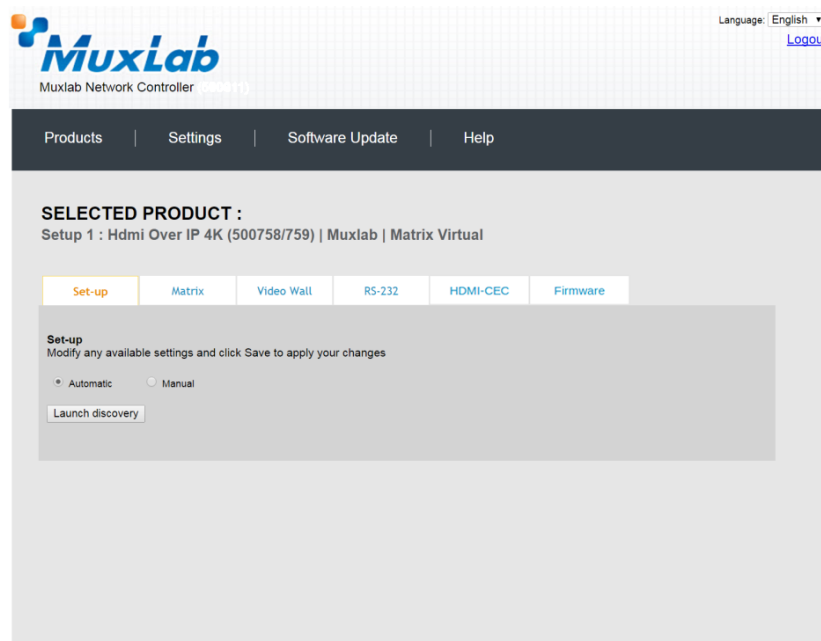 Language: English
Logou
MuxLab
Muxlab Network Controller (500811)
Products | Settings | Software Update | Help
SELECTED PRODUCT :
Setup 1 : Hdmi Over IP 4K (500758/759) | Muxlab | Matrix Virtual
Set-up Matrix Video Wall RS-232 HDMI-CEC Firmware
Set-up
Modify any available settings and click Save to apply your changes
Automatic Manual
Launch discovery